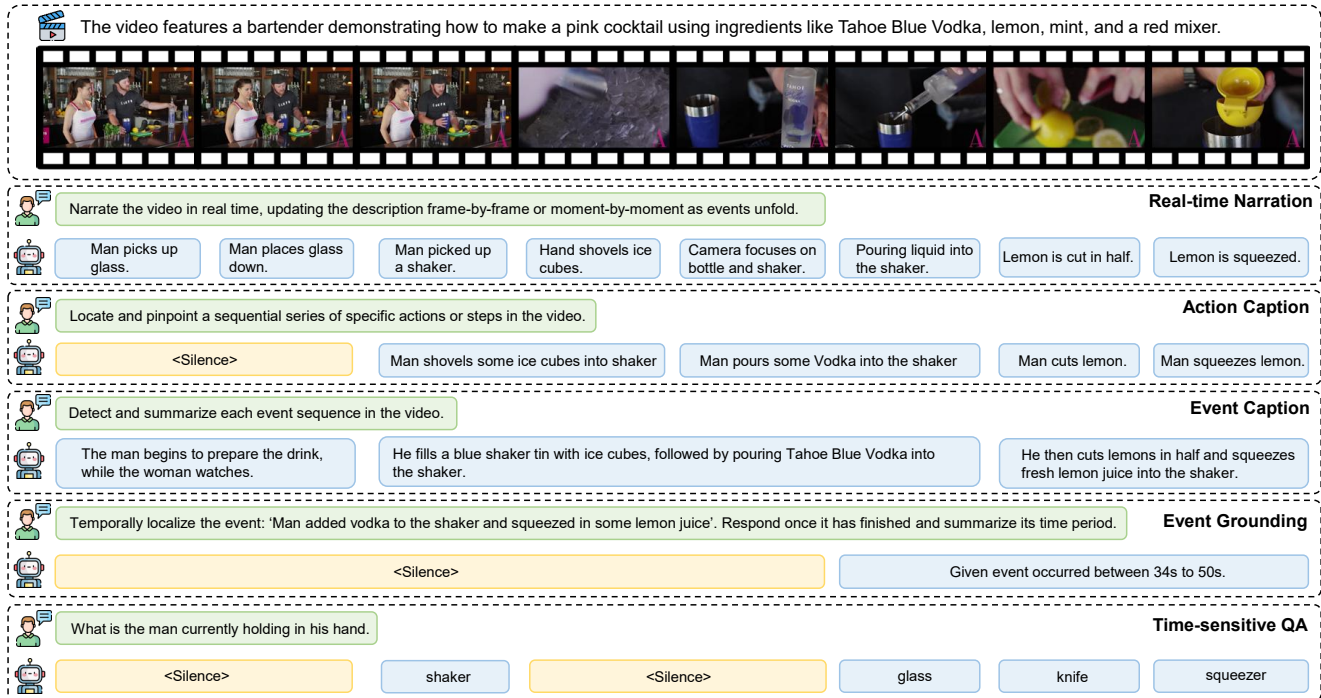 The video features a bartender demonstrating how to make a pink cocktail using ingredients like Tahoe Blue Vodka, lemon, mint, and a red mixer.
A
A
A
A
A
Narrate the video in real time, updating the description frame-by-frame or moment-by-moment as events unfold.
Real-time Narration
Man picks up
glass.
Man places glass
down.
Man picked up
a shaker.
Hand shovels ice
cubes.
Camera focuses on
bottle and shaker.
Pouring liquid into
the shaker.
Lemon is cut in half.
Lemon is squeezed.
Locate and pinpoint a sequential series of specific actions or steps in the video.
Action Caption
<Silence>
Man shovels some ice cubes into shaker
Man pours some Vodka into the shaker
Man cuts lemon.
Man squeezes lemon.
Detect and summarize each event sequence in the video.
Event Caption
The man begins to prepare the drink,
while the woman watches.
He fills a blue shaker tin with ice cubes, followed by pouring Tahoe Blue Vodka into
the shaker.
He then cuts lemons in half and squeezes
fresh lemon juice into the shaker.
Temporally localize the event: ‘Man added vodka to the shaker and squeezed in some lemon juice’. Respond once it has finished and summarize its time period.
Event Grounding
<Silence>
Given event occurred between 34s to 50s.
What is the man currently holding in his hand.
Time-sensitive QA
<Silence>
shaker
<Silence>
glass
knife
squeezer